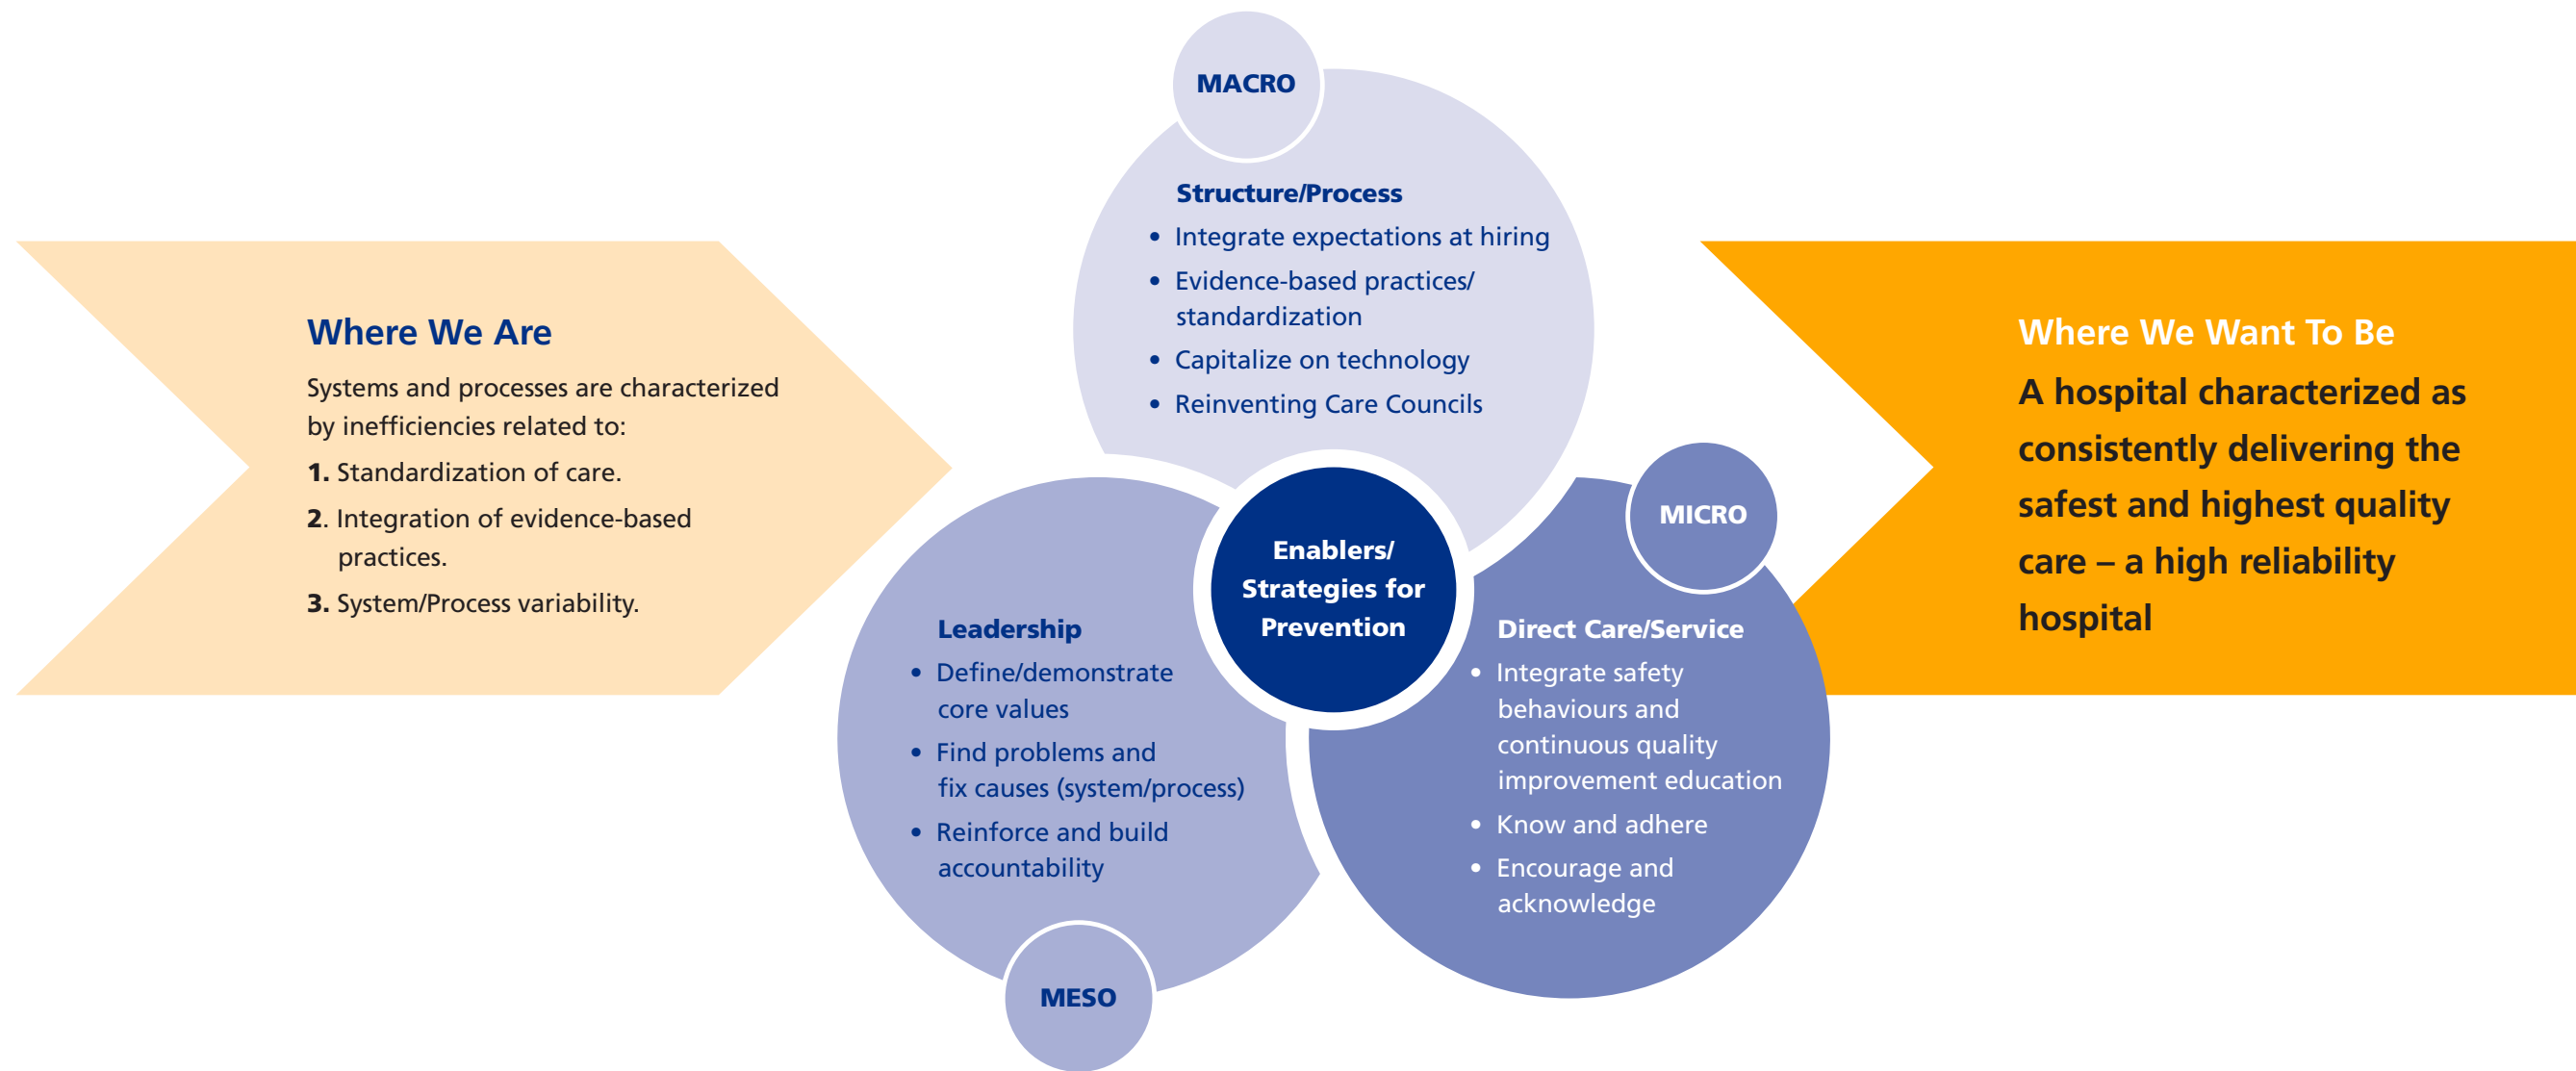 Where We Are
Systems and processes are characterized
by inefficiencies related to:
1. Standardization of care.
2. Integration of evidence-based
practices.
3. System/Process variability.
MACRO
Structure/Process
• Integrate expectations at hiring
• Evidence-based practices/
standardization
• Capitalize on technology
• Reinventing Care Councils
Enablers/
Strategies for
Prevention
Leadership
• Define/demonstrate
core values
• Find problems and
fix causes (system/process)
• Reinforce and build
accountability
MESO
MICRO
Direct Care/Service
• Integrate safety
behaviours and
continuous quality
improvement education
• Know and adhere
• Encourage and
acknowledge
Where We Want To Be
A hospital characterized as
consistently delivering the
safest and highest quality
care – a high reliability
hospital